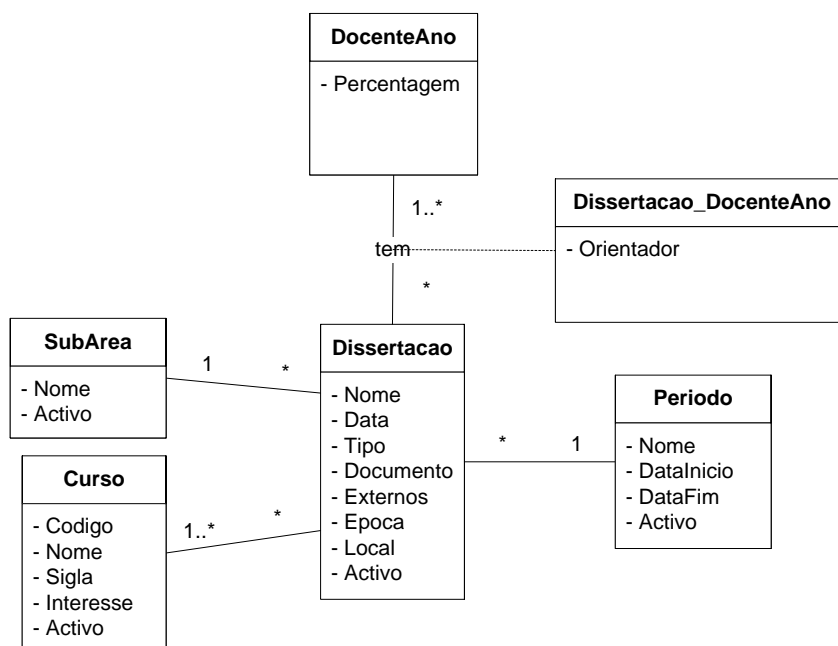 DocenteAno
- Percentagem
1..*
tem
*
Dissertacao_DocenteAno
- Orientador
SubArea
- Nome
- Activo
1
*
Dissertacao
- Nome
- Data
- Tipo
- Documento
- Externos
- Epoca
- Local
- Activo
*
1
Periodo
- Nome
- DataInicio
- DataFim
- Activo
Curso
- Codigo
- Nome
- Sigla
- Interesse
- Activo
1..*
*